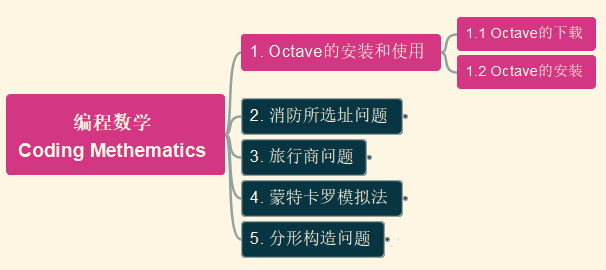 编程数学
Coding Methematics
1. Octave的安装和使用
1.1 Octave的下载
1.2 Octave的安装
2. 消防所选址问题
3. 旅行商问题
4. 蒙特卡罗模拟法
5. 分形构造问题